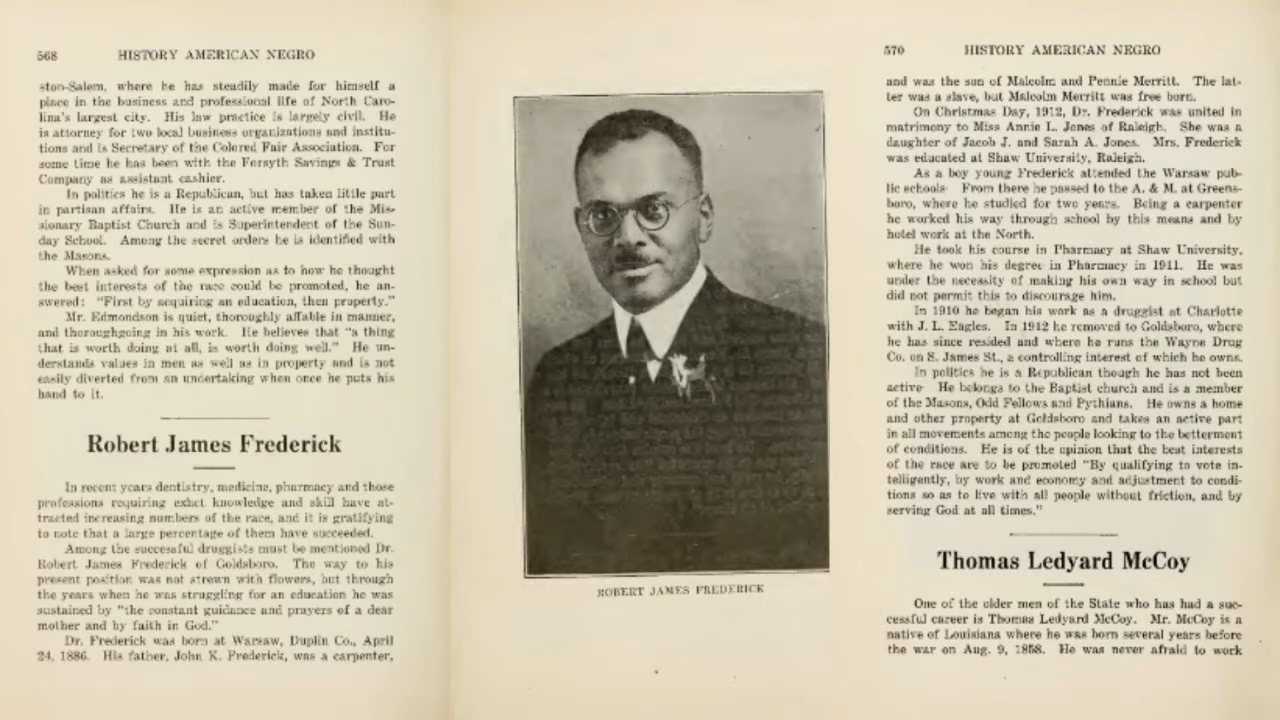 568 HISTORY AMERICAN NEGRO
ston-Salem, where he has steadily made for himself a
place in the business and professional life of North Caro-
lina's largest city. His law practice is largely civil. He
is attorney for two local business organizations and institu-
tions and is Secretary of the Colored Fair Association. For
some time he has been with the Forsyth Savings & Trust
Company as assistant cashier.
In politics he is a Republican, but has taken little part
in partisan affairs. He is an active member of the Mis-
sionary Baptist Church and is Superintendent of the Sun-
day School. Among the secret orders he is identified with
the Masons.
When asked for some expression as to how he thought
the best interests of the race could be promoted, he an-
swered: "First by acquiring an education, then property."
Mr. Edmondson is quiet, thoroughly affable in manner,
and thoroughgoing in his work. He believes that "a thing
that is worth doing at all, is worth doing well." He un-
derstands values in men as well as in property and is not
easily diverted from an undertaking when once he puts his
hand to it.
Robert James Frederick
In recent years dentistry, medicine, pharmacy and those
professions requiring exact knowledge and skill have at-
tracted increasing numbers of the race, and it is gratifying
to note that a large percentage of them have succeeded.
Among the successful druggists must be mentioned Dr.
Robert James Frederick of Goldsboro. The way to his
present position was not strewn with flowers, but through
the years when he was struggling for an education he was
sustained by "the constant guidance and prayers of a dear
mother and by faith in God."
Dr. Frederick was born at Warsaw, Duplin Co., April
24, 1886. His father, John K. Frederick, was a carpenter,
ROBERT JAMES FREDERICK
570 HISTORY AMERICAN NEGRO
and was the son of Malcolm and Pennie Merritt. The lat-
ter was a slave, but Malcolm Merritt was free born.
On Christmas Day, 1912, Dr. Frederick was united in
matrimony to Miss Annie L. Jones of Raleigh. She was a
daughter of Jacob J. and Sarah A. Jones. Mrs. Frederick
was educated at Shaw University, Raleigh.
As a boy young Frederick attended the Warsaw pub-
lic schools. From there he passed to the A. & M. at Greens-
boro, where he studied for two years. Being a carpenter
he worked his way through school by this means and by
hotel work at the North.
He took his course in Pharmacy at Shaw University,
where he won his degree in Pharmacy in 1911. He was
under the necessity of making his own way in school but
did not permit this to discourage him.
In 1910 he began his work as a druggist at Charlotte
with J. L. Eagles. In 1912 he removed to Goldsboro, where
he has since resided and where he runs the Wayne Drug
Co. on S. James St., a controlling interest of which he owns.
In politics he is a Republican though he has not been
active. He belongs to the Baptist church and is a member
of the Masons, Odd Fellows and Pythians. He owns a home
and other property at Goldsboro and takes an active part
in all movements among the people looking to the betterment
of conditions. He is of the opinion that the best interests
of the race are to be promoted "By qualifying to vote in-
telligently, by work and economy and adjustment to condi-
tions so as to live with all people without friction, and by
serving God at all times."
Thomas Ledyard McCoy
One of the older men of the State who has had a suc-
cessful career is Thomas Ledyard McCoy. Mr. McCoy is a
native of Louisiana where he was born several years before
the war on Aug. 9, 1858. He was never afraid to work